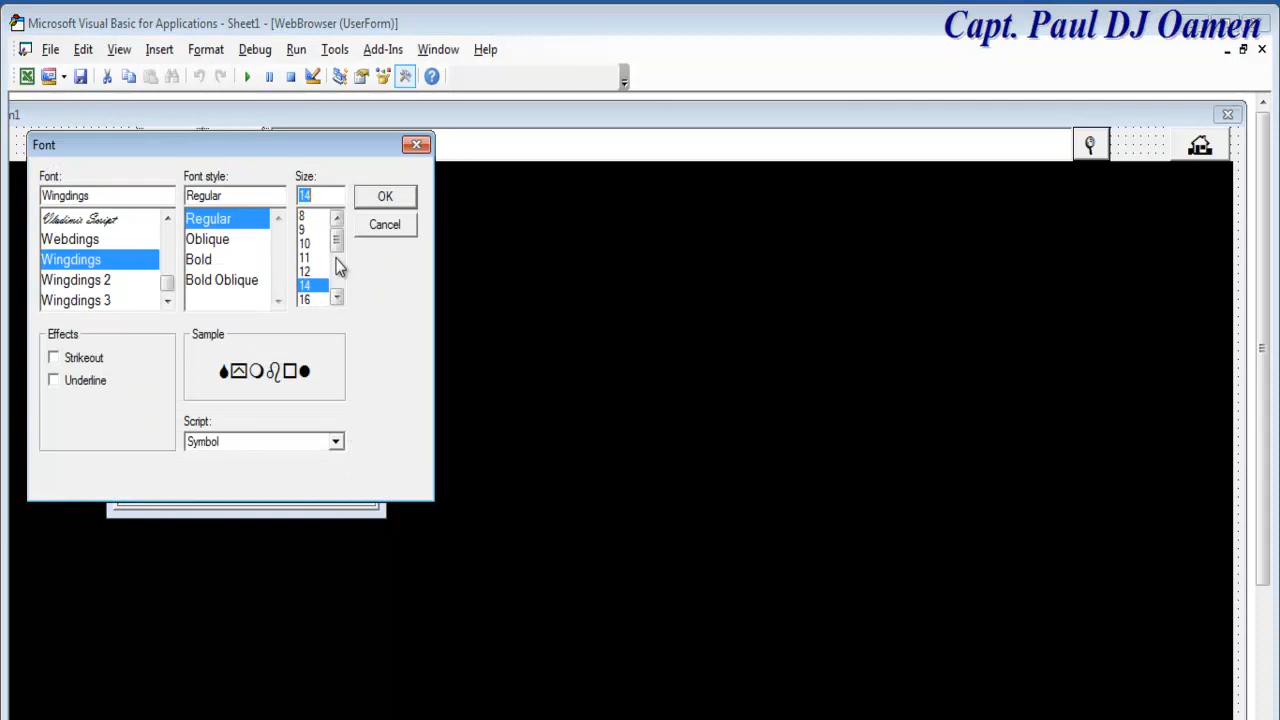 Microsoft Visual Basic for Applications - Sheet1 - [WebBrowser (UserForm)]
Capt. Paul DJ Oamen
File Edit View Insert Format Debug Run Tools Add-Ins Window Help
n1
Font
Font: Font style: Size:
Wingdings Regular 14 OK
Vladimir Script Regular 8
Cancel
Webdings Oblique 9
Wingdings Bold 10
Wingdings 2 Bold Oblique 11
Wingdings 3 12
14
16
Effects Sample
Strikeout
Underline
Script:
Symbol